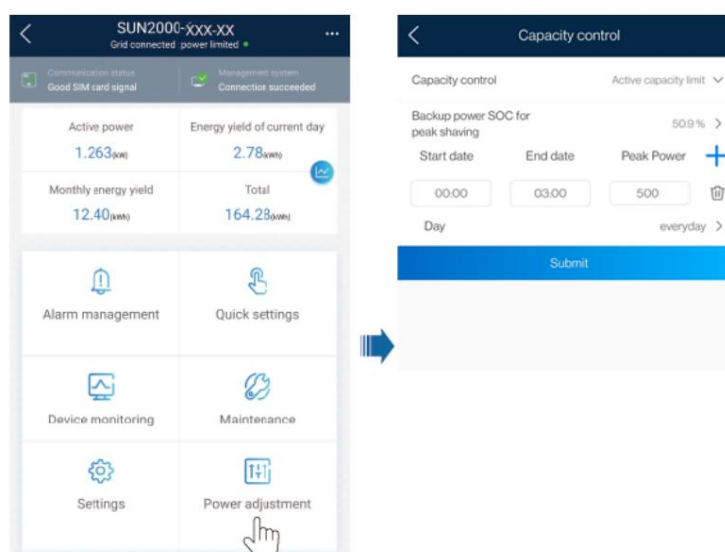 SUN2000-XXX-XX
Grid connected :power limited
Communication status
Good SIM card signal
Management system
Connection succeeded
Active power
1.263(kW)
Energy yield of current day
2.78(kWh)
Monthly energy yield
12.40(kWh)
Total
164.28(kWh)
Alarm management
Quick settings
Device monitoring
Maintenance
Settings
Power adjustment
Capacity control
Capacity control
Active capacity limit
Backup power SOC for
peak shaving
50.9%
Start date
End date
Peak Power
00:00
03:00
500
Day
everyday
Submit